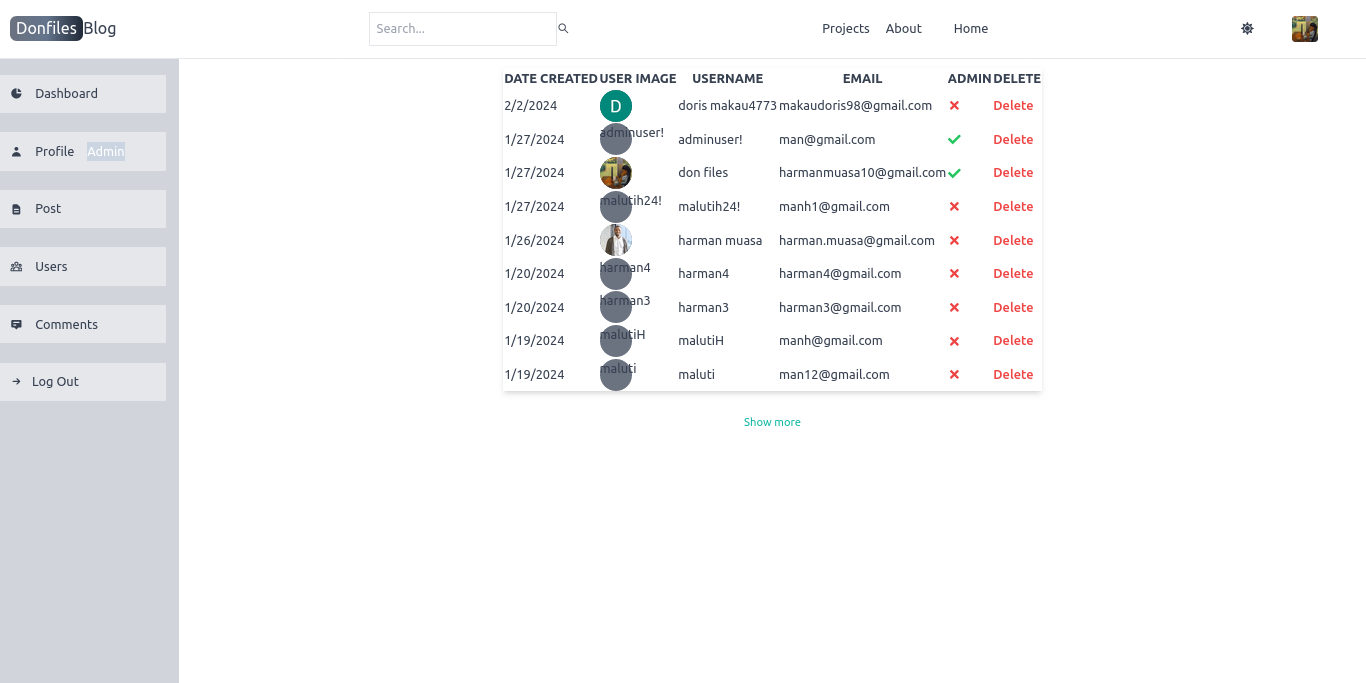 Donfiles Blog
Search...
Projects About Home
Dashboard
Profile Admin
Post
Users
Comments
Log Out
DATE CREATED USER IMAGE USERNAME EMAIL ADMIN DELETE
2/2/2024 D doris makau4773 makaudoris98@gmail.com Delete
1/27/2024 adminuser! adminuser! man@gmail.com Delete
1/27/2024 don files harmanmuasa10@gmail.com Delete
1/27/2024 malutih24! malutih24! manh1@gmail.com Delete
1/26/2024 harman muasa harman.muasa@gmail.com Delete
1/20/2024 harman4 harman4 harman4@gmail.com Delete
1/20/2024 harman3 harman3 harman3@gmail.com Delete
1/19/2024 malutiH malutiH manh@gmail.com Delete
1/19/2024 maluti maluti man12@gmail.com Delete
Show more